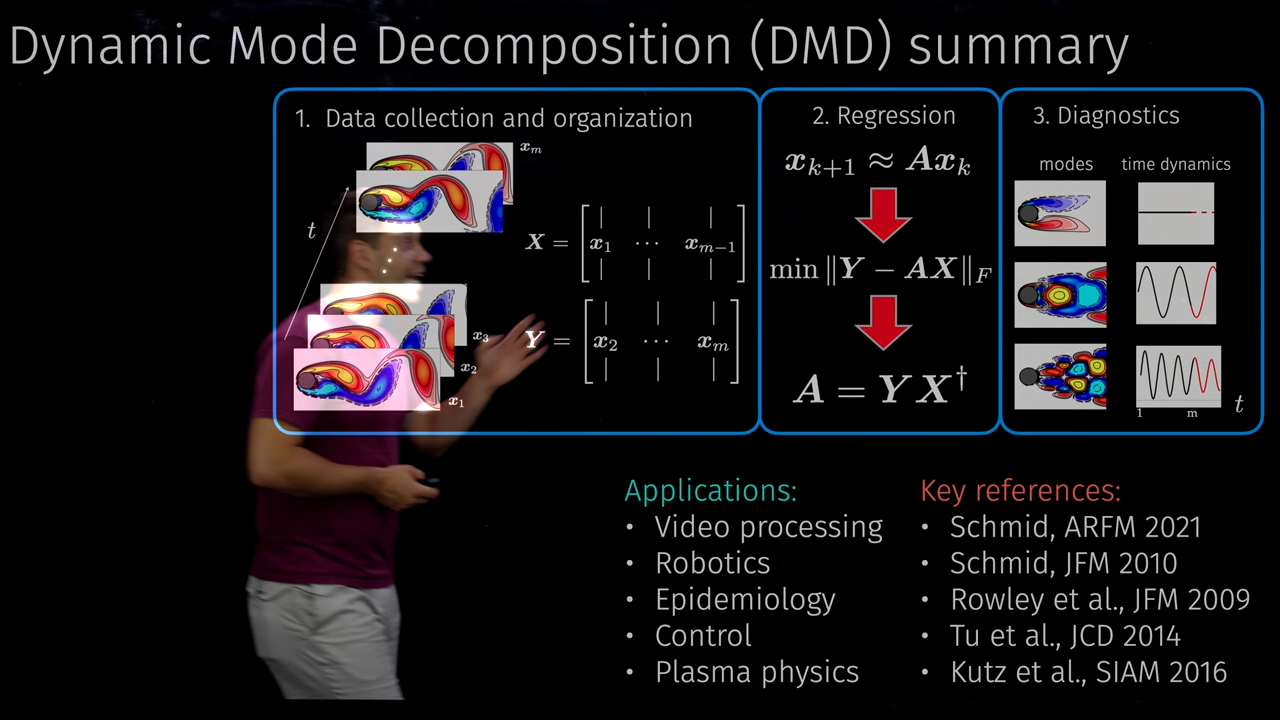 Dynamic Mode Decomposition (DMD) summary
1. Data collection and organization
x_m
t
x_3
x_2
x_1
X = [ x_1 ⋯ x_{m−1} ]
Y = [ x_2 ⋯ x_m ]
2. Regression
x_{k+1} ≈ Ax_k
min ‖Y − AX‖_F
A = YX†
3. Diagnostics
modes time dynamics
1 m t
Applications:
• Video processing
• Robotics
• Epidemiology
• Control
• Plasma physics
Key references:
• Schmid, ARFM 2021
• Schmid, JFM 2010
• Rowley et al., JFM 2009
• Tu et al., JCD 2014
• Kutz et al., SIAM 2016